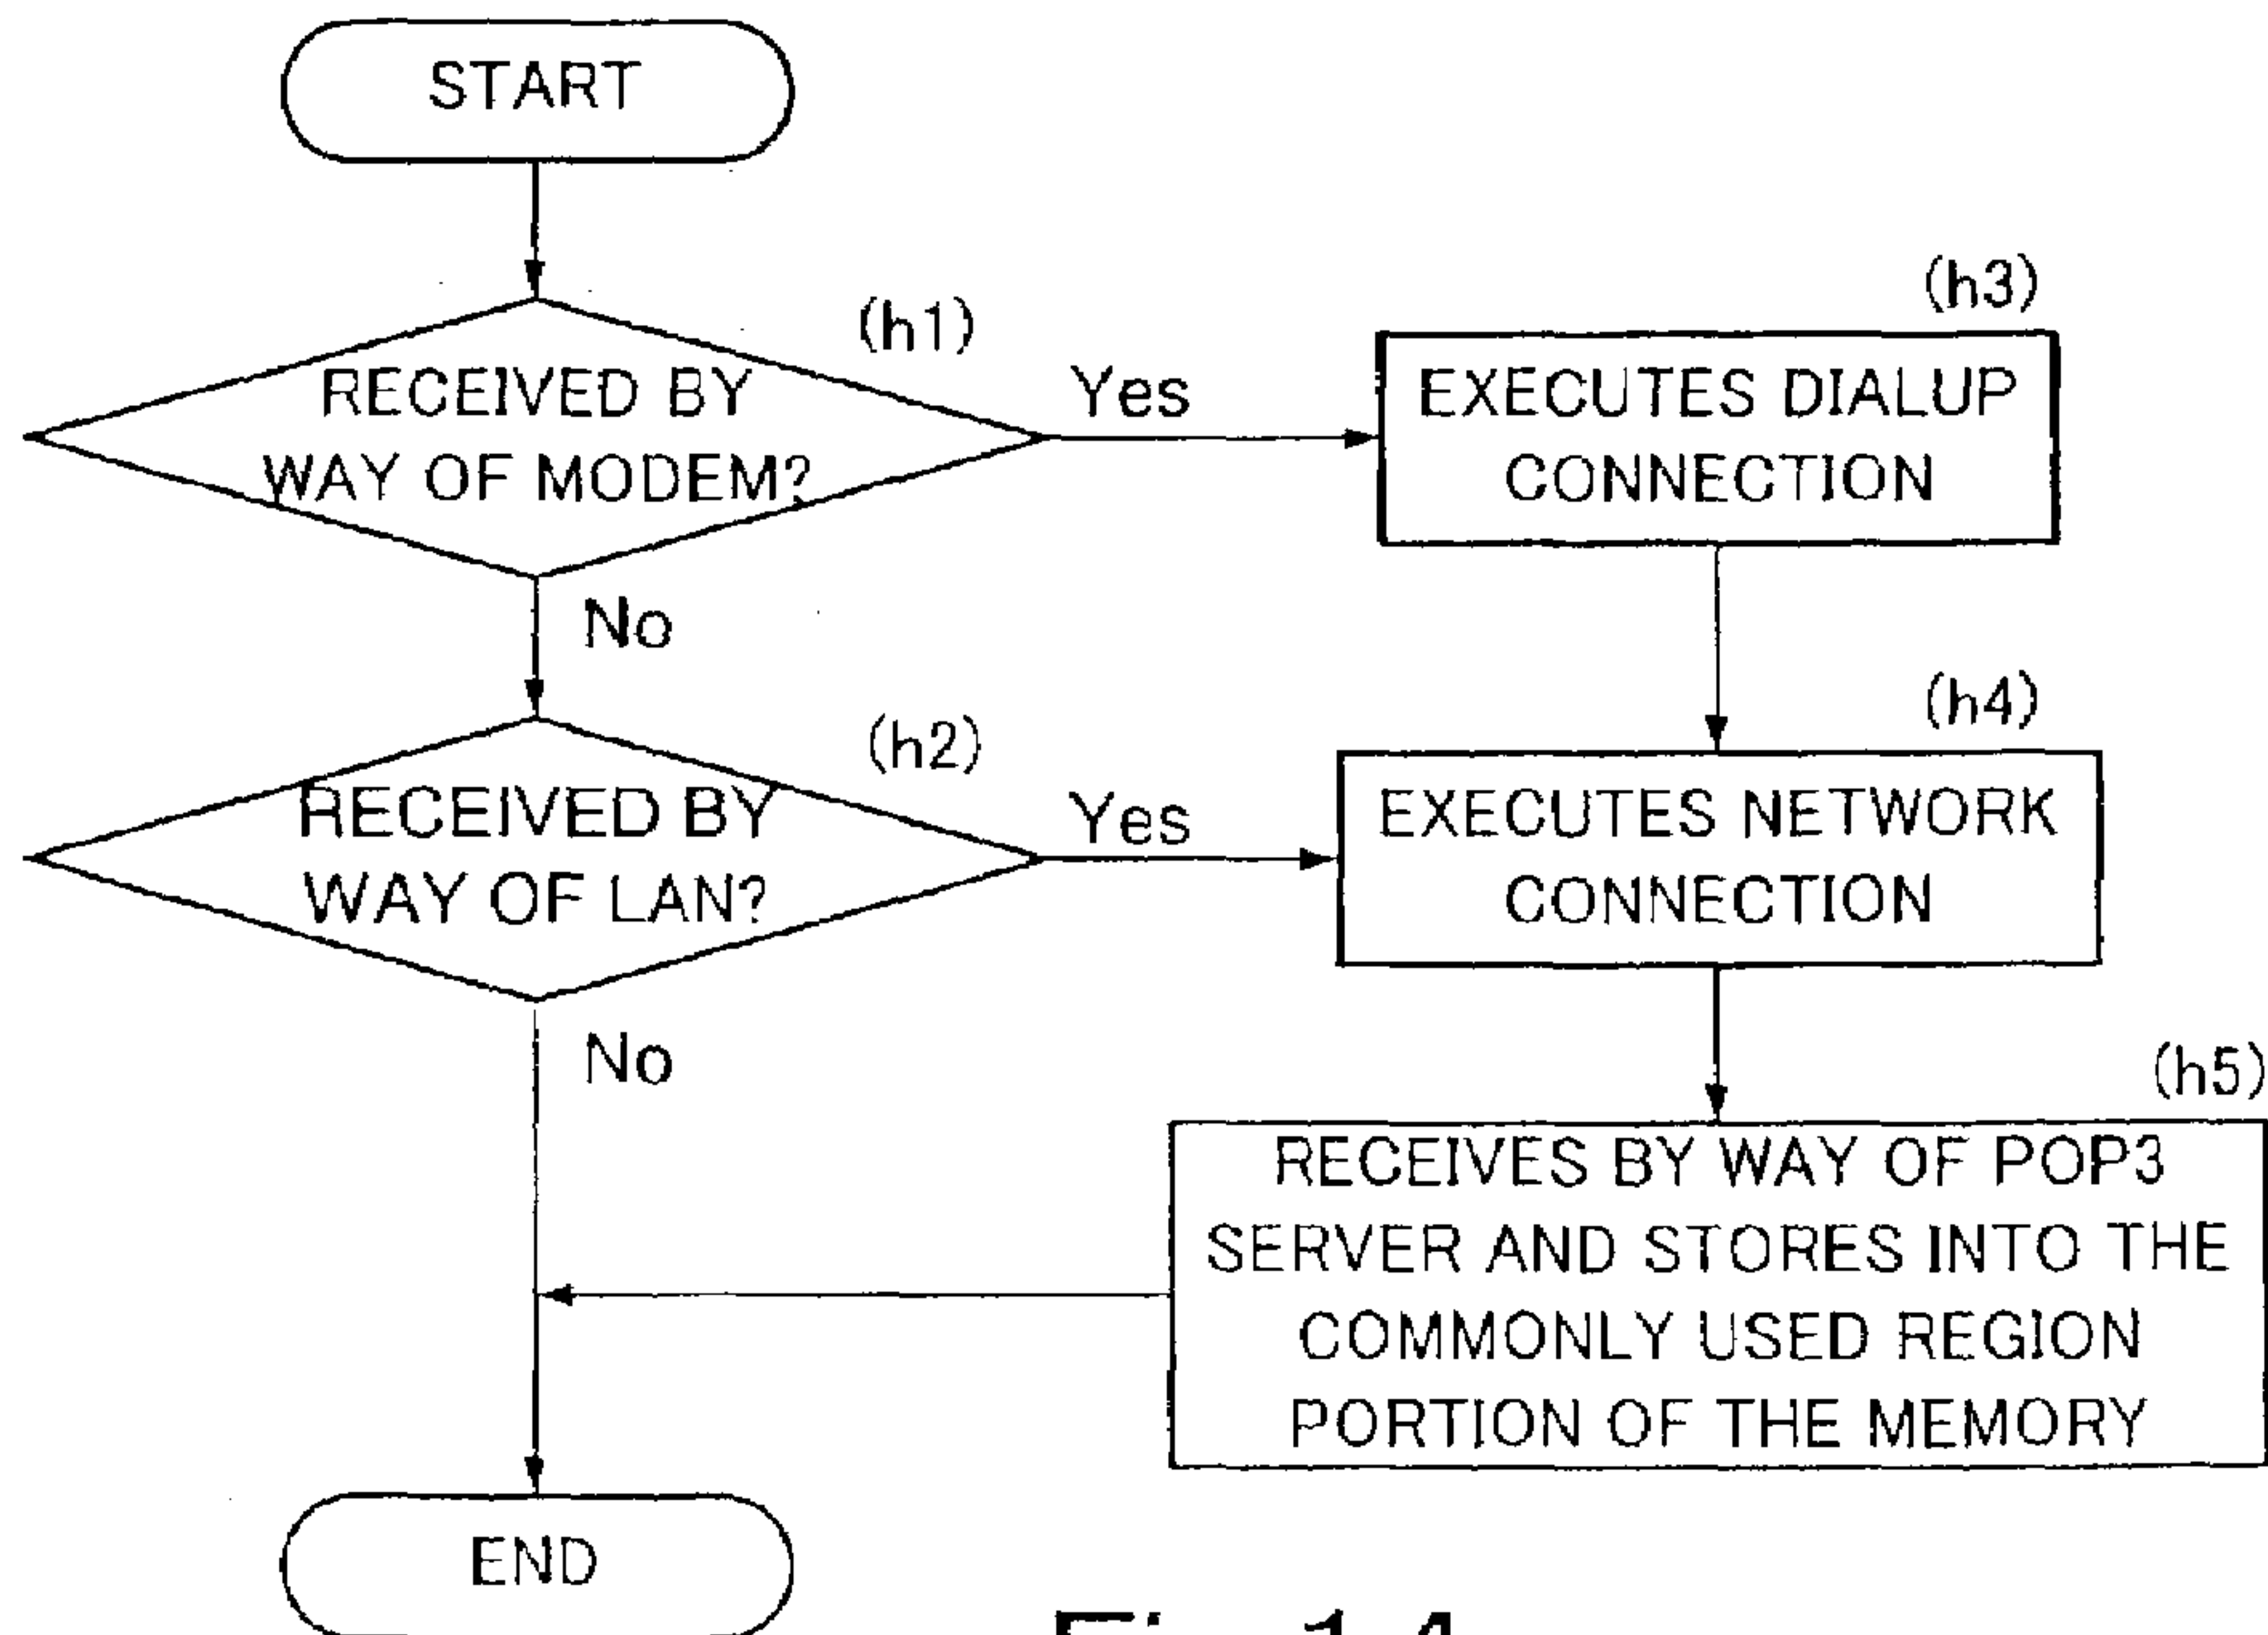 START
(h1)
RECEIVED BY
WAY OF MODEM?
Yes
(h3)
EXECUTES DIALUP
CONNECTION
No
(h2)
RECEIVED BY
WAY OF LAN?
Yes
(h4)
EXECUTES NETWORK
CONNECTION
No
(h5)
RECEIVES BY WAY OF POP3
SERVER AND STORES INTO THE
COMMONLY USED REGION
PORTION OF THE MEMORY
END